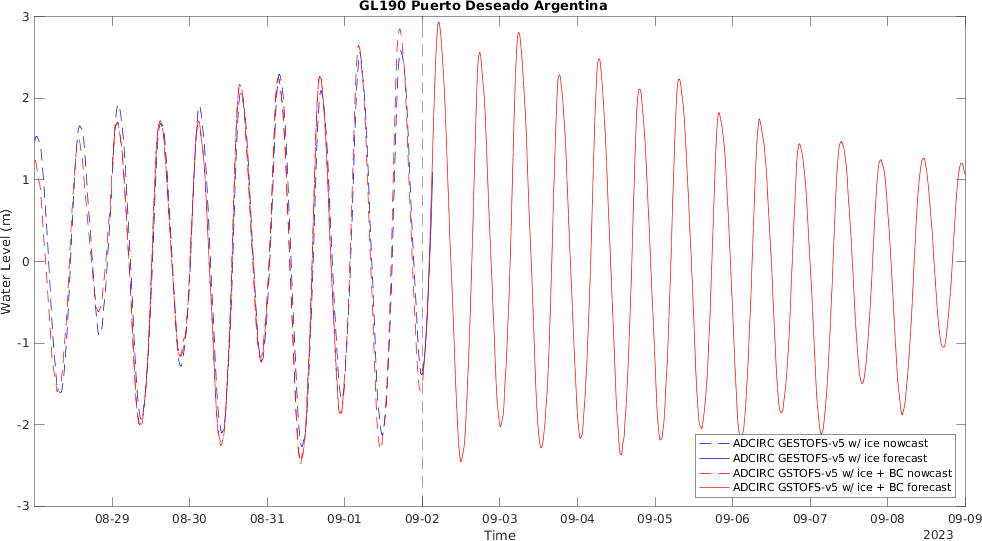 GL190 Puerto Deseado Argentina
Water Level (m)
3
2
1
0
-1
-2
-3
ADCIRC GESTOFS-v5 w/ ice nowcast
ADCIRC GESTOFS-v5 w/ ice forecast
ADCIRC GSTOFS-v5 w/ ice + BC nowcast
ADCIRC GSTOFS-v5 w/ ice + BC forecast
08-29 08-30 08-31 09-01 09-02 09-03 09-04 09-05 09-06 09-07 09-08 09-09
Time
2023